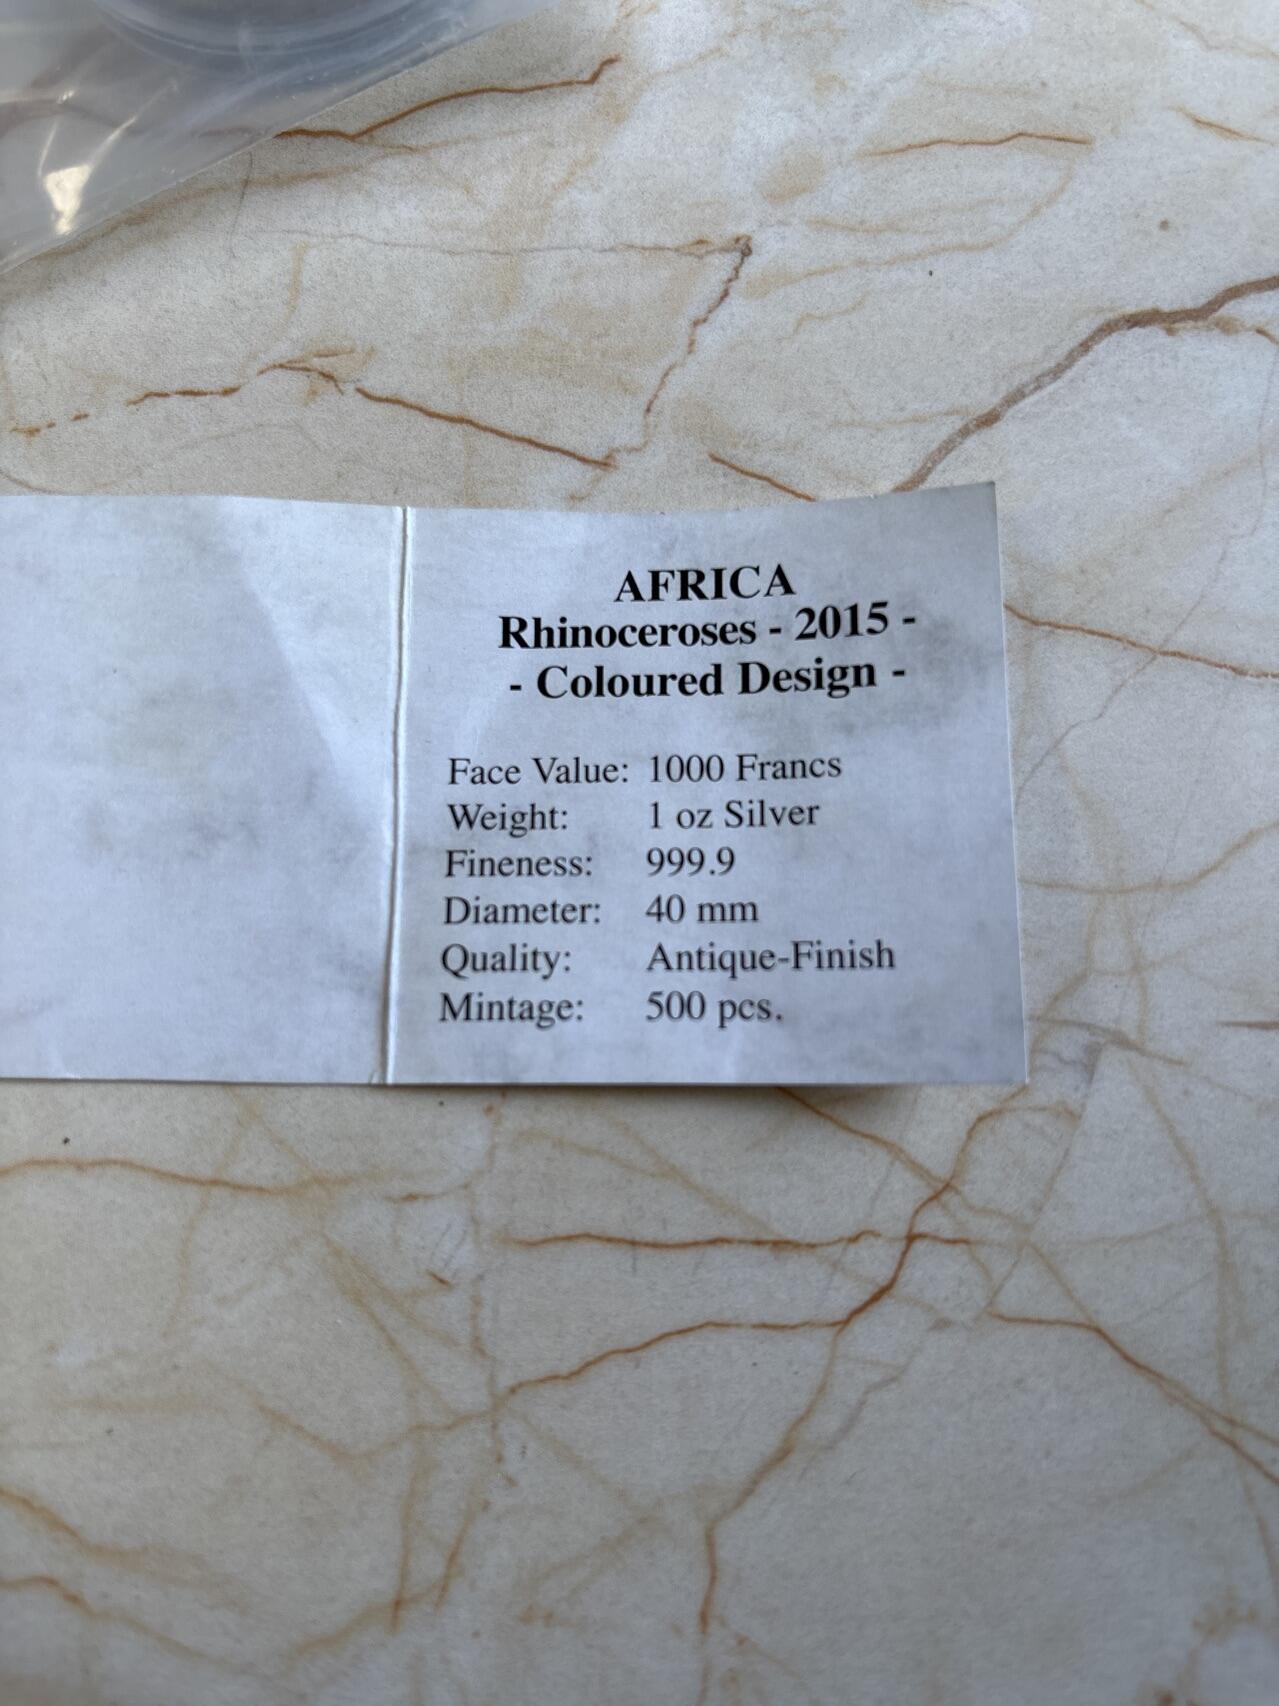 AFRICA
Rhinoceroses - 2015 -
- Coloured Design -
Face Value: 1000 Francs
Weight: 1 oz Silver
Fineness: 999.9
Diameter: 40 mm
Quality: Antique-Finish
Mintage: 500 pcs.